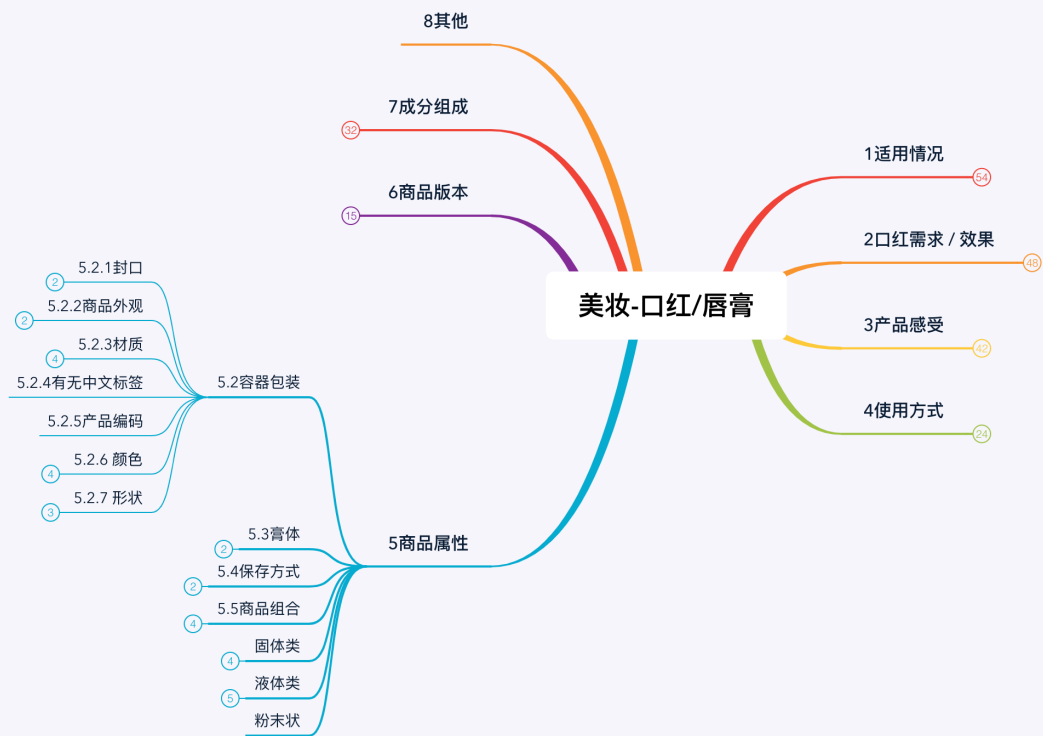 美妆-口红/唇膏
1适用情况
54
2口红需求 / 效果
48
3产品感受
42
4使用方式
24
5商品属性
5.2容器包装
5.2.1封口
2
5.2.2商品外观
2
5.2.3材质
4
5.2.4有无中文标签
5.2.5产品编码
5.2.6 颜色
4
5.2.7 形状
3
5.3膏体
2
5.4保存方式
2
5.5商品组合
4
固体类
4
液体类
5
粉末状
6商品版本
15
7成分组成
32
8其他